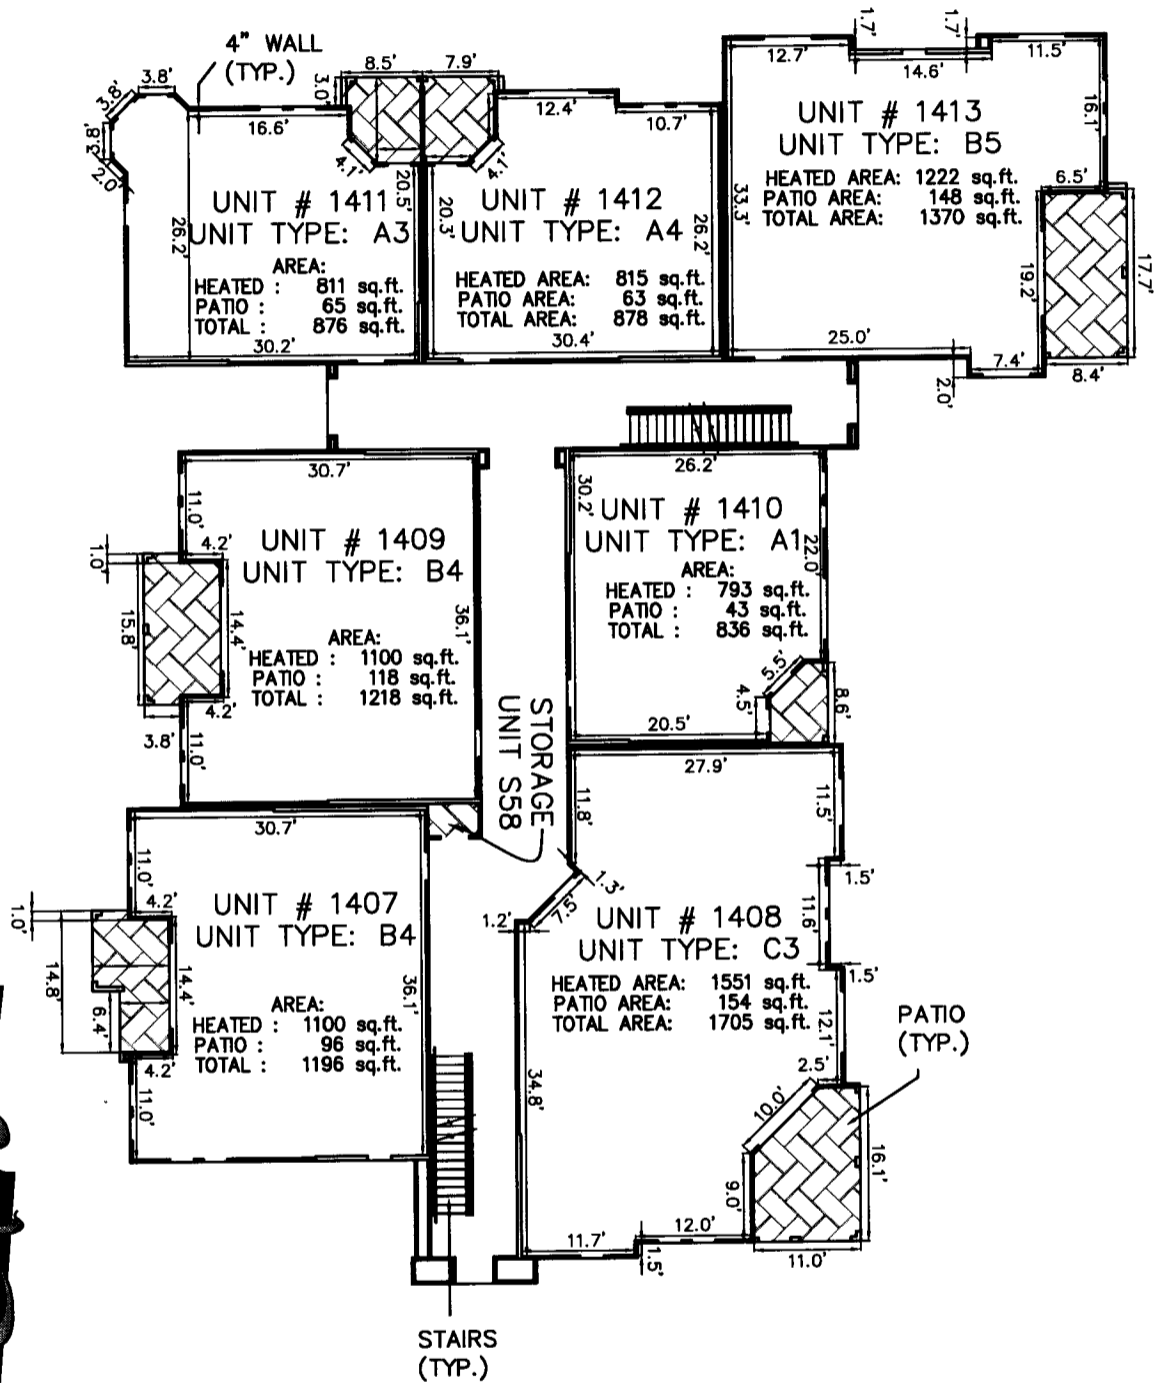 4" WALL
(TYP.)
3.8'
3.8'
3.8'
2.0'
16.6'
3.0'
8.5'
7.9'
4.1'
4.1'
12.4'
10.7'
26.2'
20.5'
20.3'
26.2'
UNIT # 1411
UNIT TYPE: A3
AREA:
HEATED : 811 sq.ft.
PATIO : 65 sq.ft.
TOTAL : 876 sq.ft.
30.2'
UNIT # 1412
UNIT TYPE: A4
HEATED AREA: 815 sq.ft.
PATIO AREA: 63 sq.ft.
TOTAL AREA: 878 sq.ft.
30.4'
1.7'
1.7'
12.7'
14.6'
11.5'
UNIT # 1413
UNIT TYPE: B5
HEATED AREA: 1222 sq.ft.
PATIO AREA: 148 sq.ft.
TOTAL AREA: 1370 sq.ft.
16.1'
6.5'
33.3'
19.2'
17.7'
25.0'
7.4'
8.4'
2.0'
30.7'
11.0'
4.2'
1.0'
UNIT # 1409
UNIT TYPE: B4
15.8'
14.4'
36.1'
AREA:
HEATED : 1100 sq.ft.
PATIO : 118 sq.ft.
TOTAL : 1218 sq.ft.
4.2'
3.8'
11.0'
26.2'
30.2'
UNIT # 1410
UNIT TYPE: A1
22.0'
AREA:
HEATED : 793 sq.ft.
PATIO : 43 sq.ft.
TOTAL : 836 sq.ft.
5.5'
4.5'
8.6'
20.5'
STORAGE
UNIT S58
30.7'
11.0'
4.2'
1.0'
UNIT # 1407
UNIT TYPE: B4
14.8'
14.4'
6.4'
36.1'
AREA:
HEATED : 1100 sq.ft.
PATIO : 96 sq.ft.
TOTAL : 1196 sq.ft.
4.2'
11.0'
27.9'
11.8'
11.5'
1.3'
7.5'
1.2'
1.5'
11.6'
UNIT # 1408
UNIT TYPE: C3
HEATED AREA: 1551 sq.ft.
PATIO AREA: 154 sq.ft.
TOTAL AREA: 1705 sq.ft.
1.5'
12.1'
2.5'
PATIO
(TYP.)
34.8'
10.0'
9.0'
16.1'
11.7'
12.0'
1.5'
11.0'
STAIRS
(TYP.)